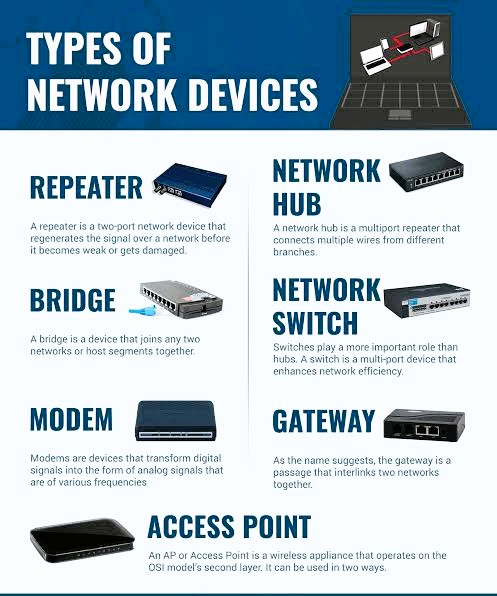 TYPES OF
NETWORK DEVICES
REPEATER
A repeater is a two-port network device that
regenerates the signal over a network before
it becomes weak or gets damaged.
NETWORK
HUB
A network hub is a multiport repeater that
connects multiple wires from different
branches.
BRIDGE
A bridge is a device that joins any two
networks or host segments together.
NETWORK
SWITCH
Switches play a more important role than
hubs. A switch is a multi-port device that
enhances network efficiency.
MODEM
Modems are devices that transform digital
signals into the form of analog signals that
are of various frequencies
GATEWAY
As the name suggests, the gateway is a
passage that interlinks two networks
together.
ACCESS POINT
An AP or Access Point is a wireless appliance that operates on the
OSI model's second layer. It can be used in two ways.